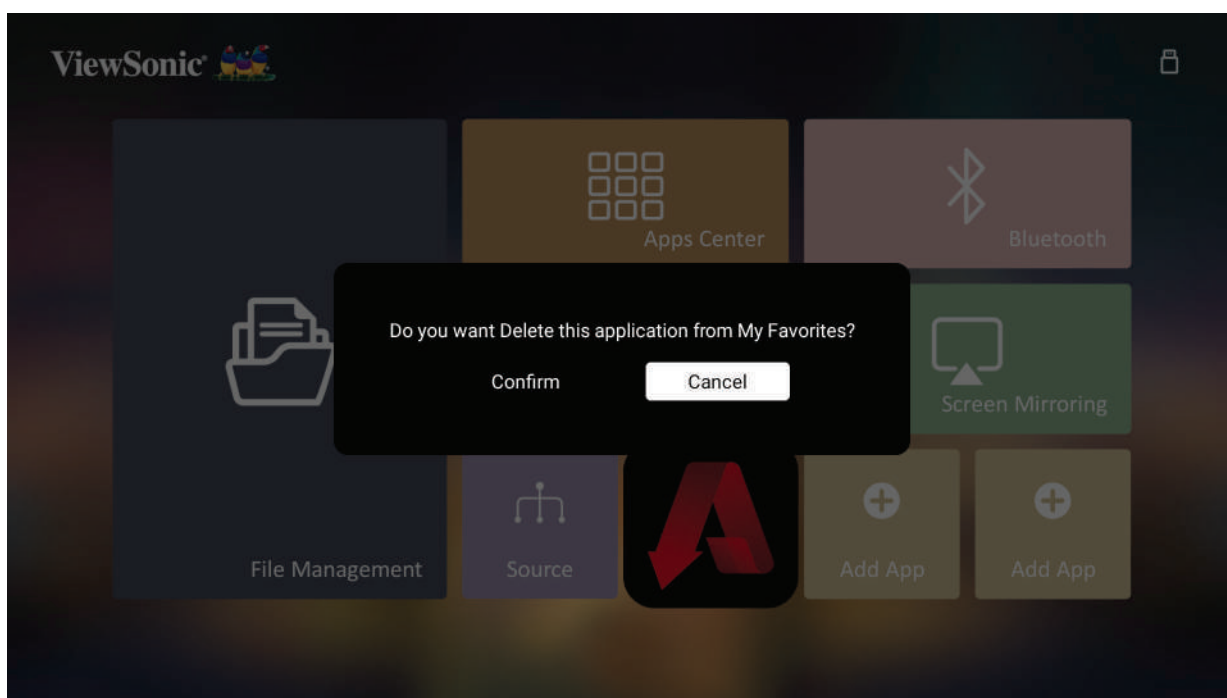 ViewSonic
Apps Center
Bluetooth
Do you want Delete this application from My Favorites?
Confirm
Cancel
Screen Mirroring
File Management
Source
Add App
Add App